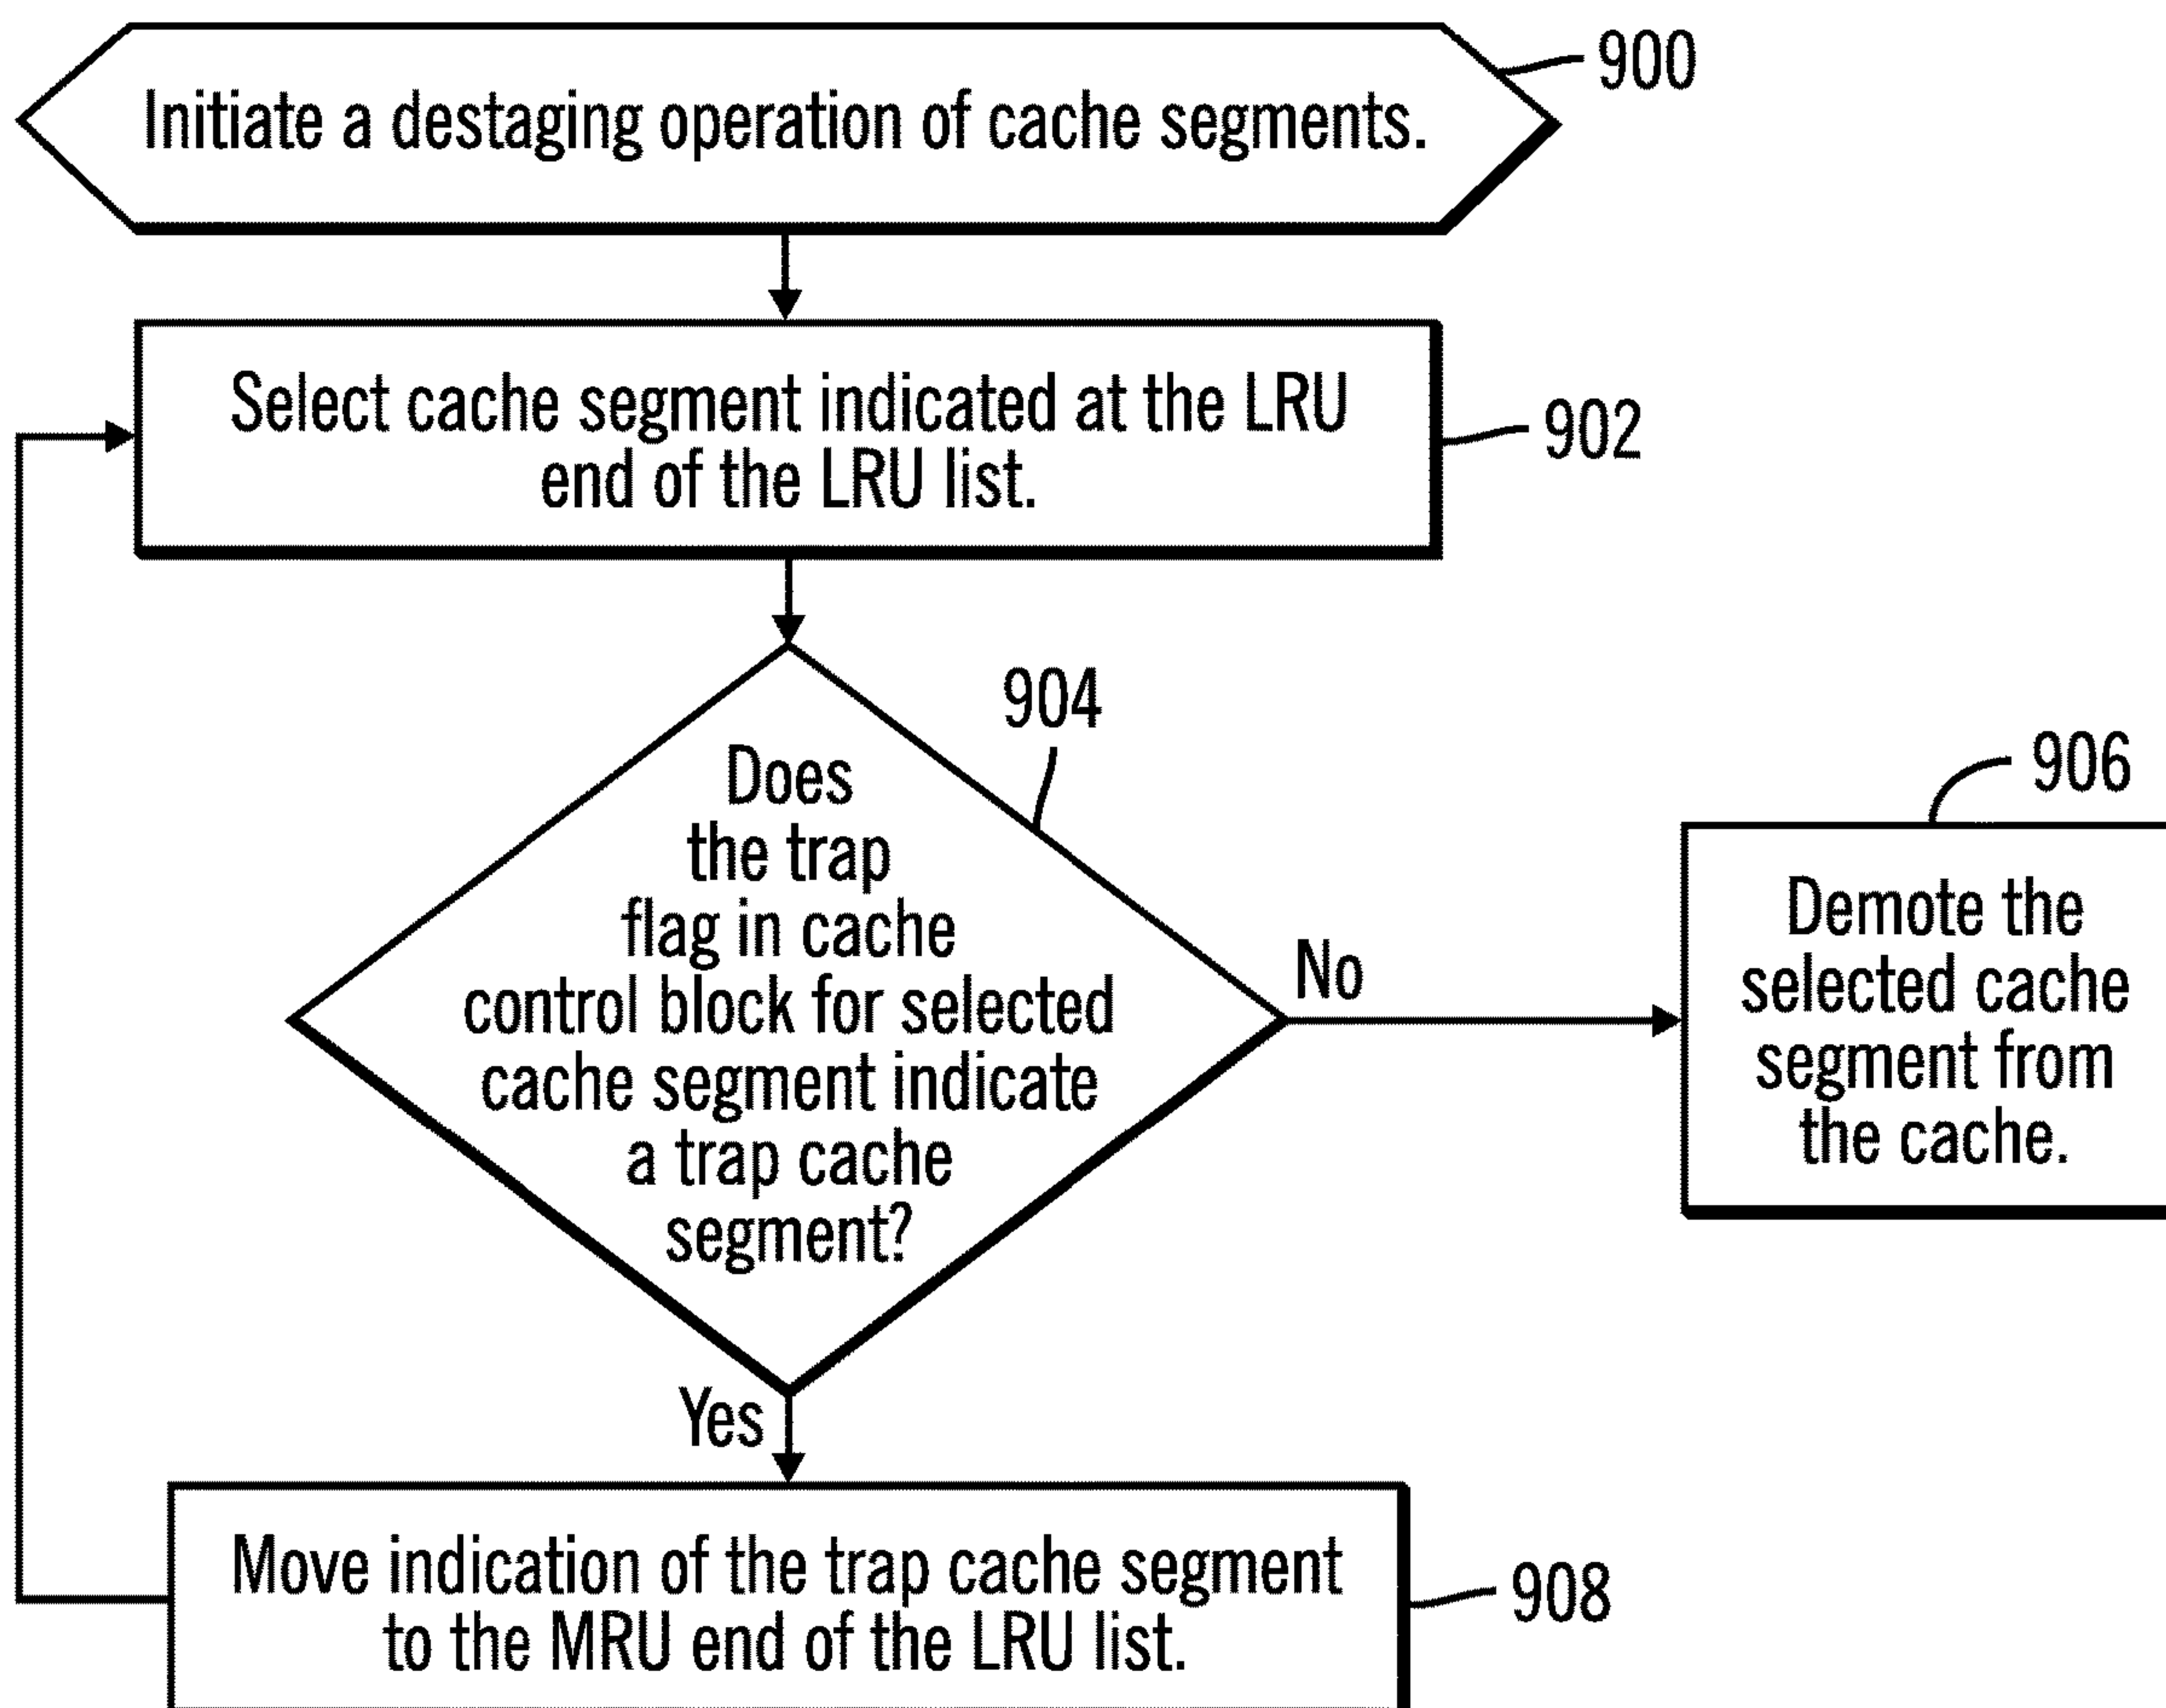 Initiate a destaging operation of cache segments.
900
Select cache segment indicated at the LRU
end of the LRU list.
902
904
Does
the trap
flag in cache
control block for selected
cache segment indicate
a trap cache
segment?
No
906
Demote the
selected cache
segment from
the cache.
Yes
Move indication of the trap cache segment
to the MRU end of the LRU list.
908